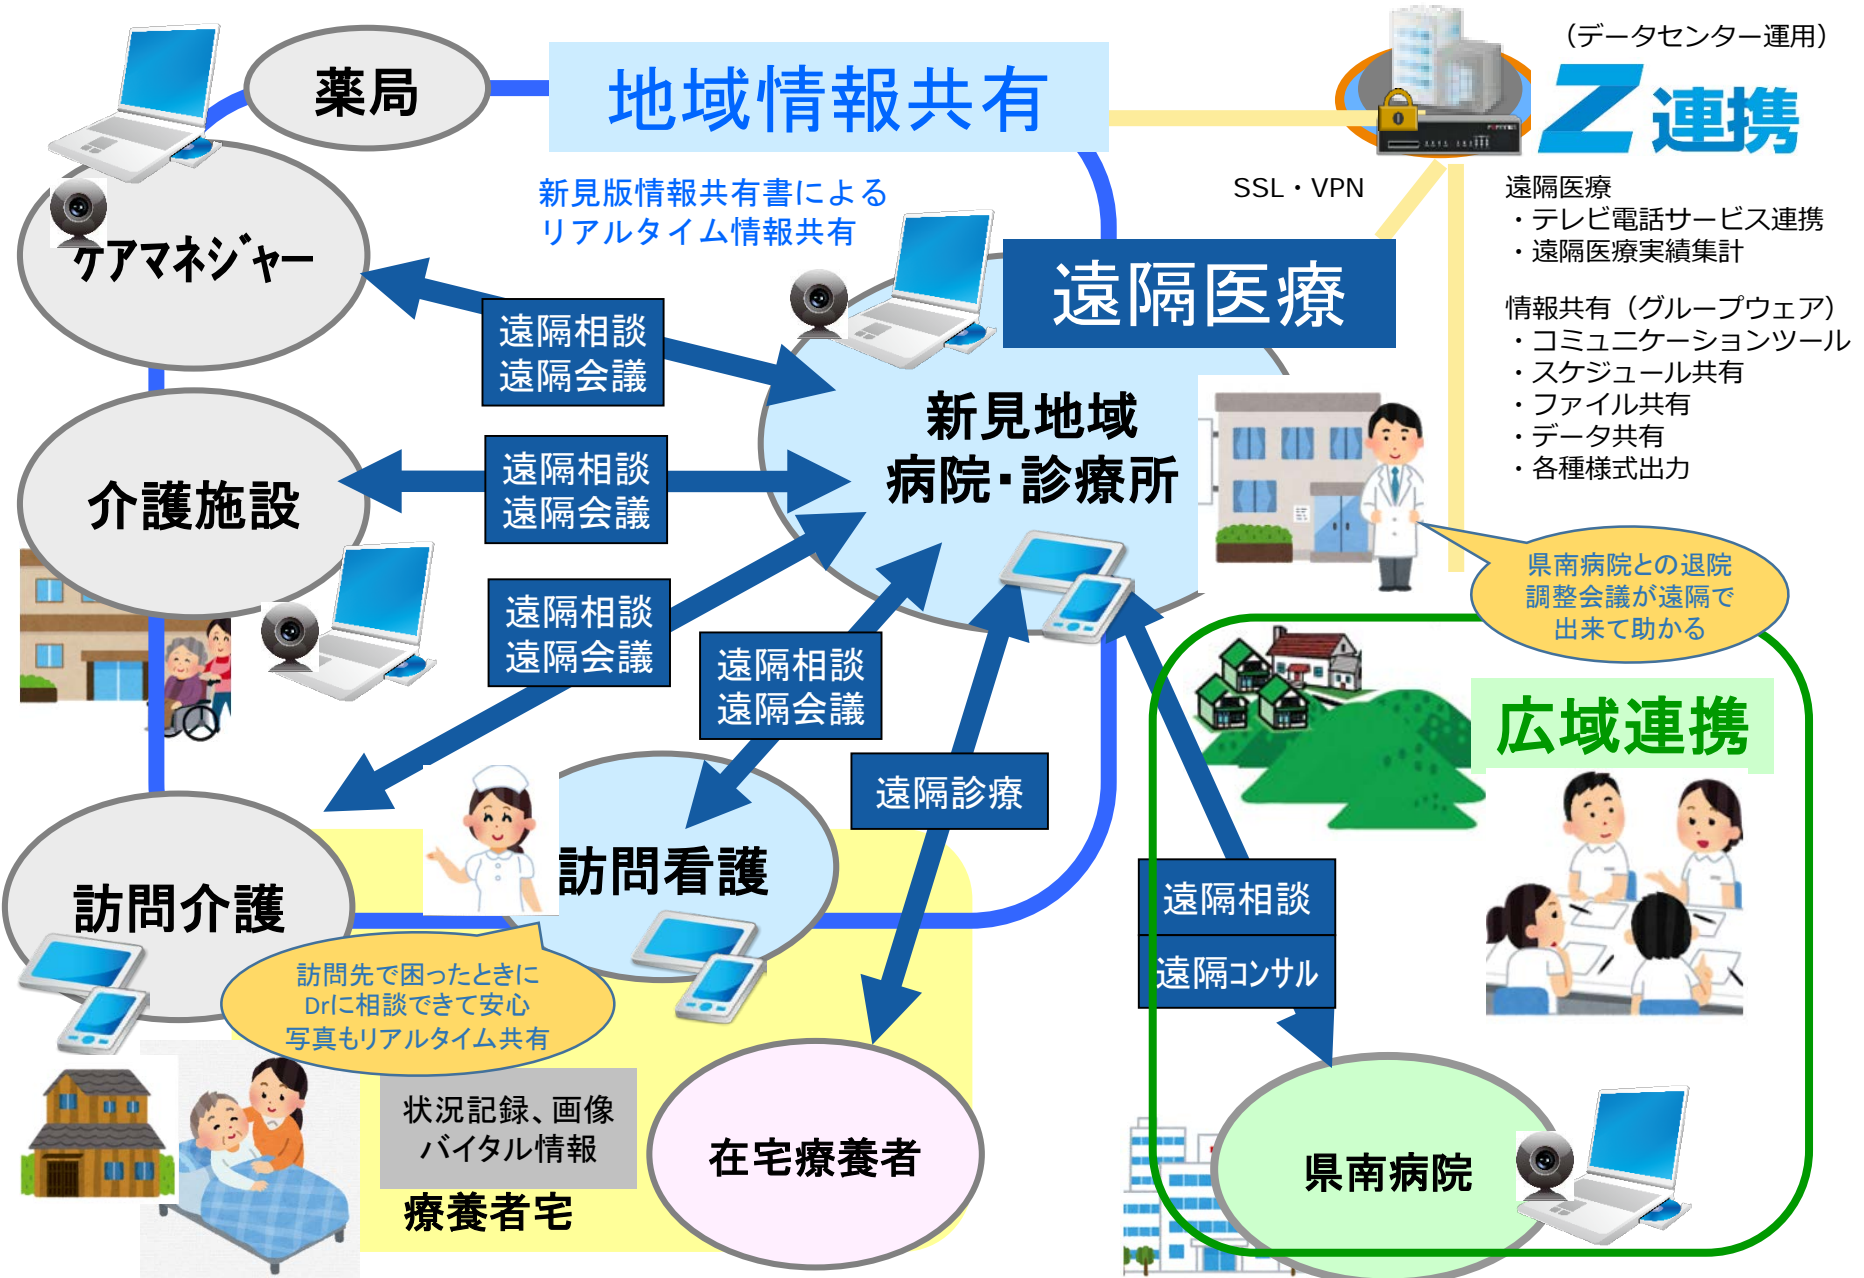 薬局
地域情報共有
(データセンター運用)
Z連携
新見版情報共有書による
リアルタイム情報共有
SSL・VPN
遠隔医療
・テレビ電話サービス連携
・遠隔医療実績集計
情報共有（グループウェア）
・コミュニケーションツール
・スケジュール共有
・ファイル共有
・データ共有
・各種様式出力
ケアマネジャー
遠隔医療
遠隔相談
遠隔会議
新見地域
病院・診療所
介護施設
遠隔相談
遠隔会議
県南病院との退院
調整会議が遠隔で
出来て助かる
遠隔相談
遠隔会議
遠隔相談
遠隔会議
広域連携
遠隔診療
訪問介護
訪問看護
遠隔相談
遠隔コンサル
訪問先で困ったときに
Drに相談できて安心
写真もリアルタイム共有
状況記録、画像
バイタル情報
療養者宅
在宅療養者
県南病院